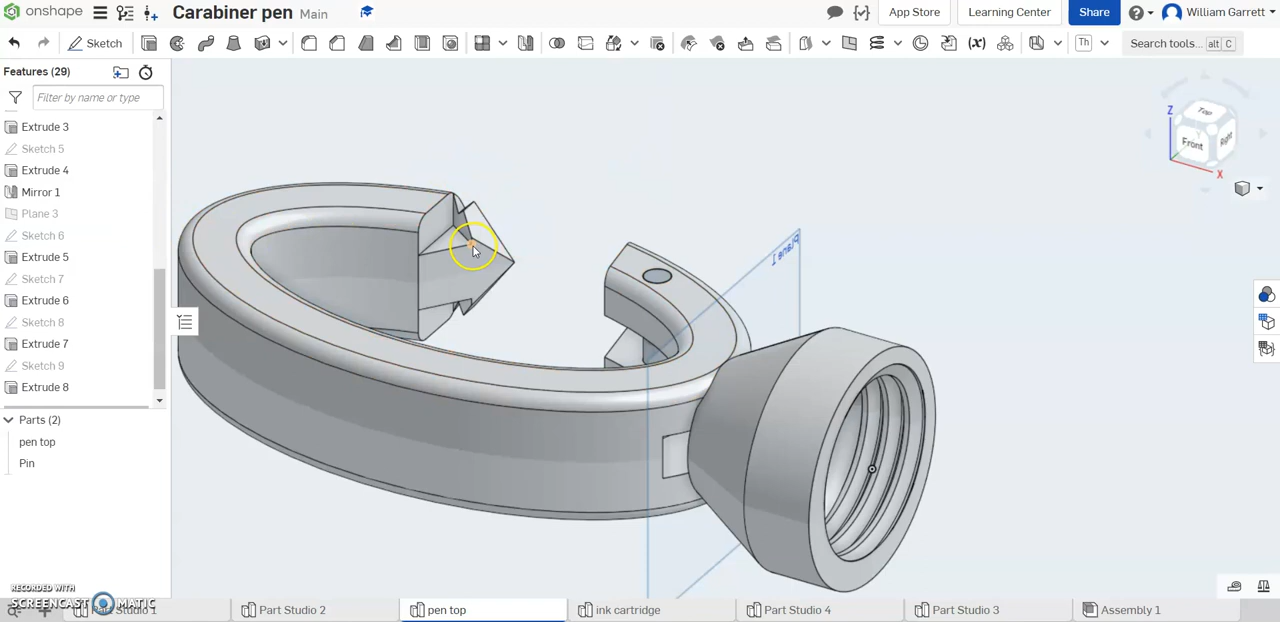 onshape Carabiner pen Main App Store Learning Center Share William Garrett
Sketch Th Search tools... alt C
Features (29)
Filter by name or type
Extrude 3
Sketch 5
Extrude 4
Mirror 1
Plane 3
Sketch 6
Extrude 5
Sketch 7
Extrude 6
Sketch 8
Extrude 7
Sketch 9
Extrude 8
Parts (2)
pen top
Pin
Plane 1
Z Top Front Right X
RECORDED WITH
SCREENCAST MATIC
Part Studio 2 pen top ink cartridge Part Studio 4 Part Studio 3 Assembly 1